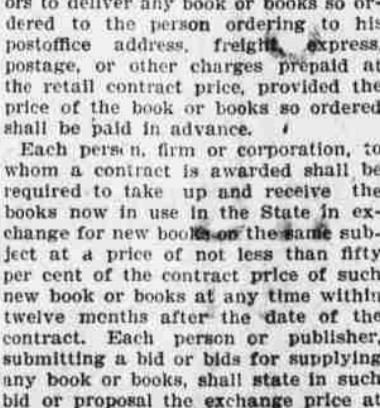 ors to deliver any book or books so or-
dered to the person ordering to his
postoffice address, freight, express,
postage, or other charges prepaid at
the retail contract price, provided the
price of the book or books so ordered
shall be paid in advance.
Each person, firm or corporation, to
whom a contract is awarded shall be
required to take up and receive the
books now in use in the State in ex-
change for new books on the same sub-
ject at a price of not less than fifty
per cent of the contract price of such
new book or books at any time within
twelve months after the date of the
contract. Each person or publisher,
submitting a bid or bids for supplying
any book or books, shall state in such
bid or proposal the exchange price at